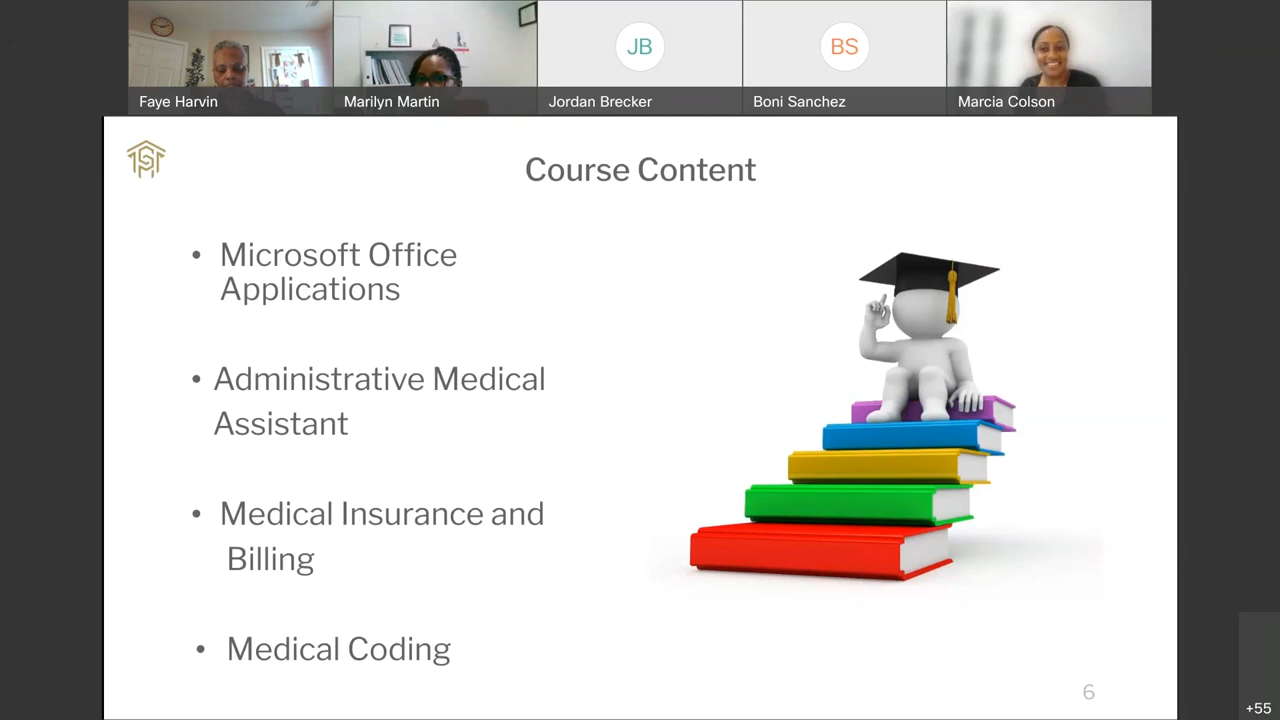 JB
BS
Faye Harvin
Marilyn Martin
Jordan Brecker
Boni Sanchez
Marcia Colson
Course Content
• Microsoft Office
Applications
• Administrative Medical
Assistant
• Medical Insurance and
Billing
• Medical Coding
6
+55